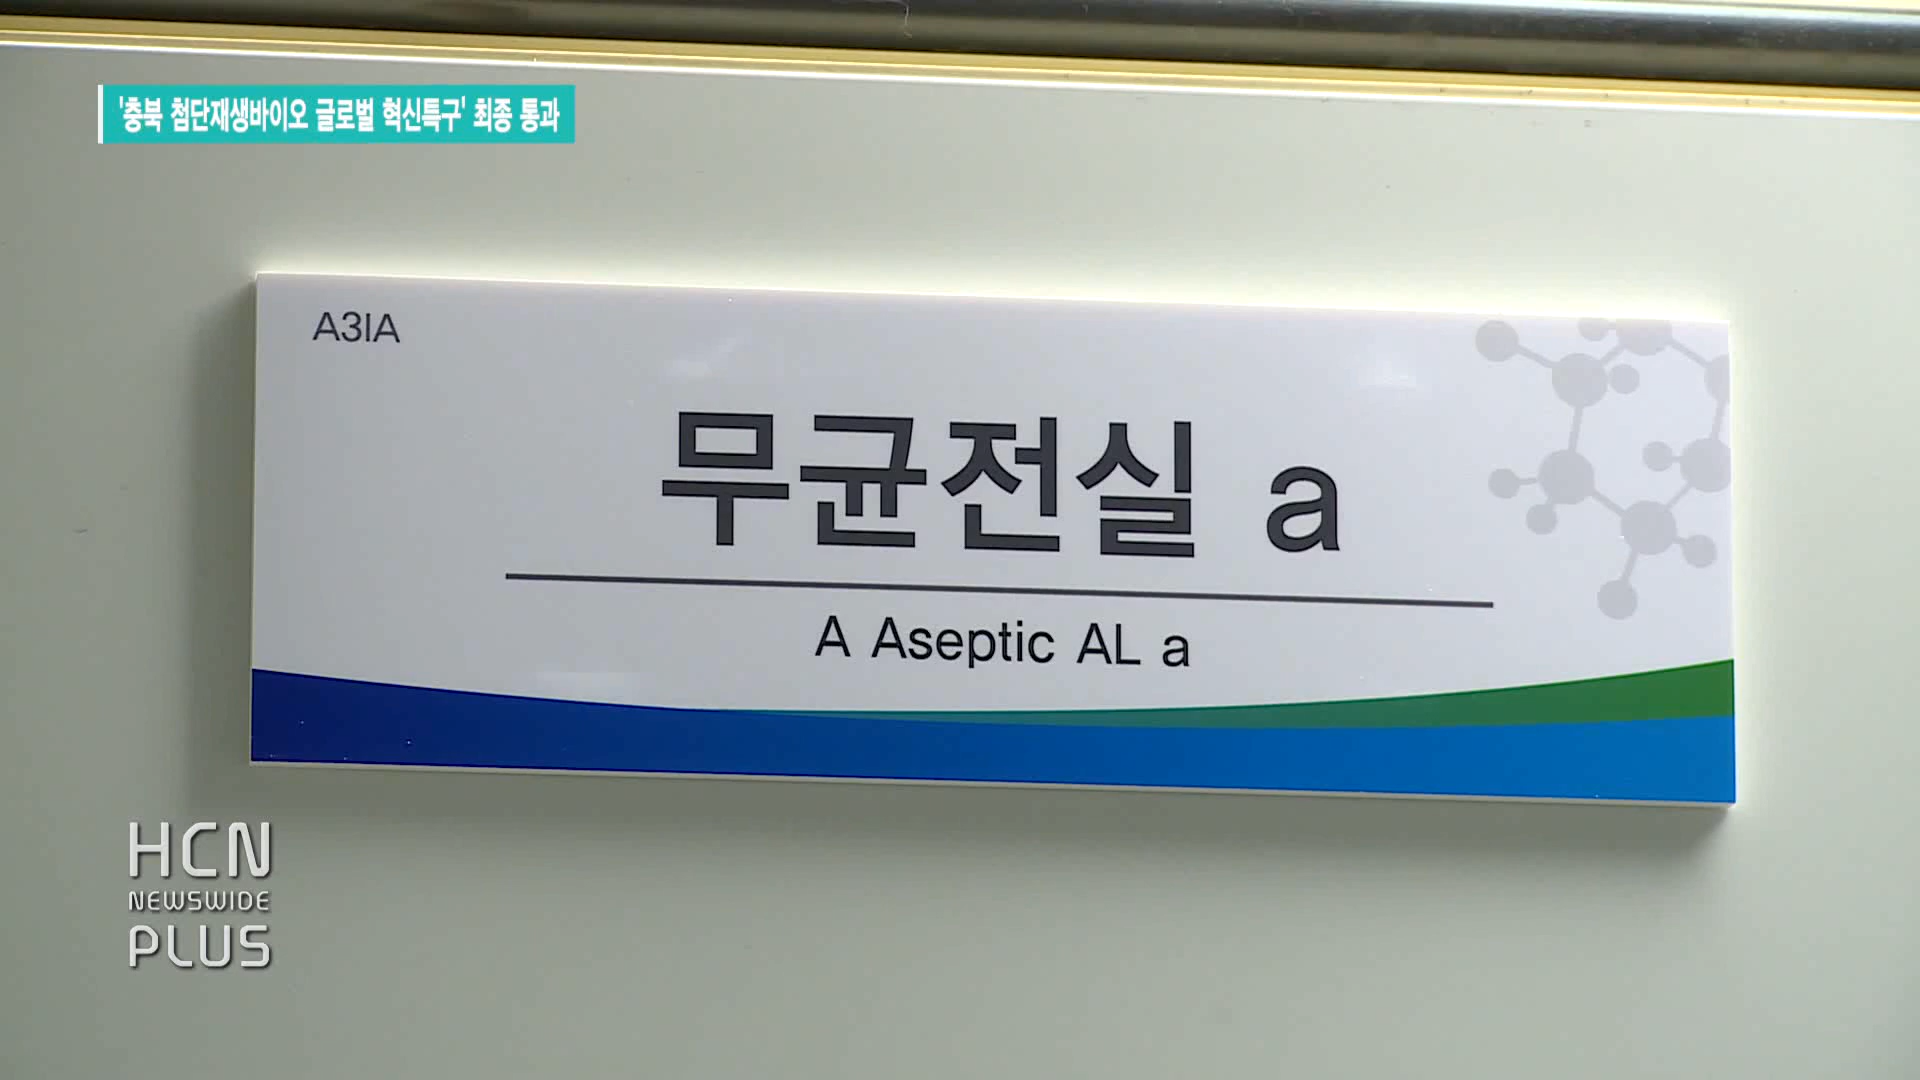 '충북 첨단재생바이오 글로벌 혁신특구' 최종 통과
A3IA
무균전실 a
A Aseptic AL a
HCN
NEWSWIDE
PLUS